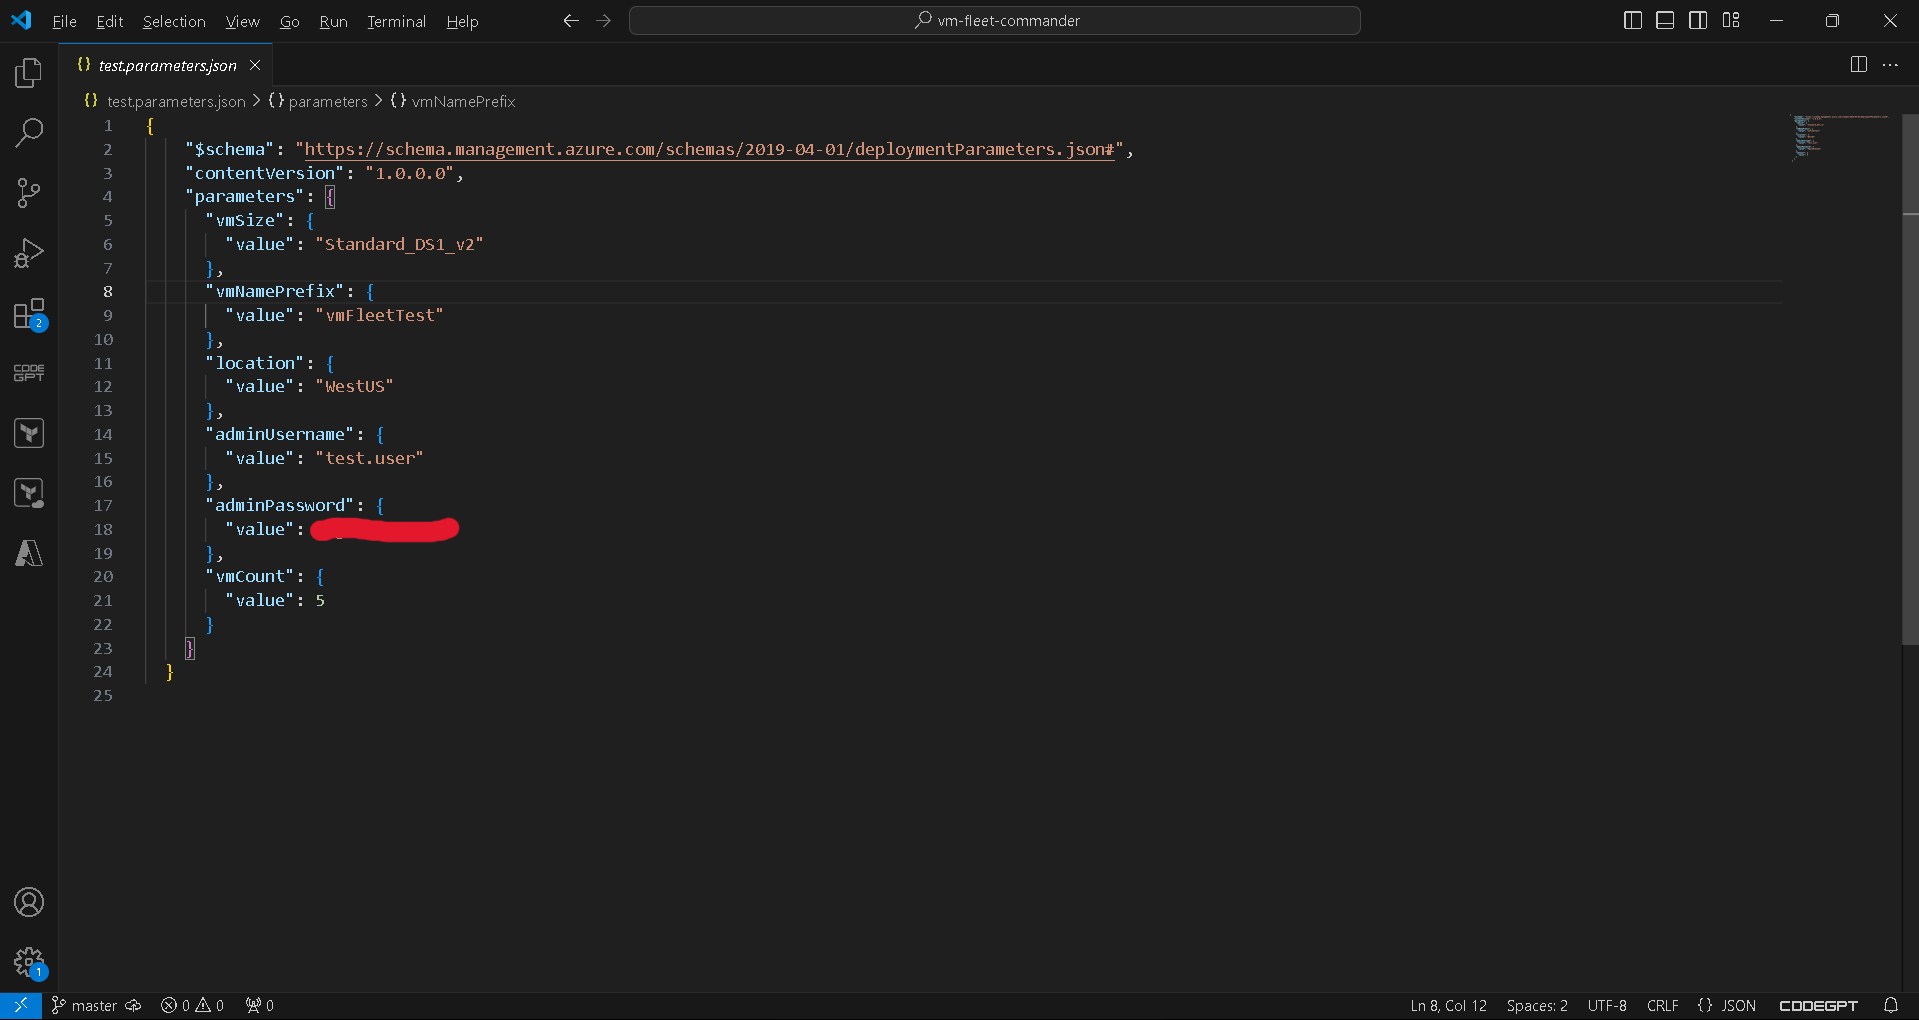 File Edit Selection View Go Run Terminal Help vm-fleet-commander
{} test.parameters.json
{} test.parameters.json > {} parameters > {} vmNamePrefix
1 {
2 "$schema": "https://schema.management.azure.com/schemas/2019-04-01/deploymentParameters.json#",
3 "contentVersion": "1.0.0.0",
4 "parameters": {
5 "vmSize": {
6 "value": "Standard_DS1_v2"
7 },
8 "vmNamePrefix": {
9 "value": "vmFleetTest"
10 },
11 "location": {
12 "value": "WestUS"
13 },
14 "adminUsername": {
15 "value": "test.user"
16 },
17 "adminPassword": {
18 "value":
19 },
20 "vmCount": {
21 "value": 5
22 }
23 }
24 }
25
2
CODE
GPT
1
master 0 0 0 Ln 8, Col 12 Spaces: 2 UTF-8 CRLF {} JSON CODEGPT